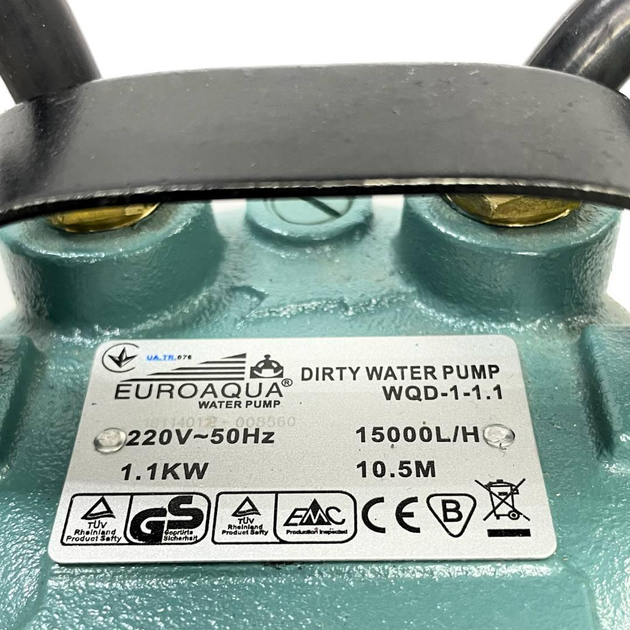 UA.TR.076
EUROAQUA®
WATER PUMP
DIRTY WATER PUMP
WQD-1-1.1
220V~50Hz
15000L/H
1.1KW
10.5M
TÜV
Rheinland
Product Safty
GS
geprüfte
Sicherheit
TÜV
Rheinland
Product Safty
EMC
Production Inspected
CE
B